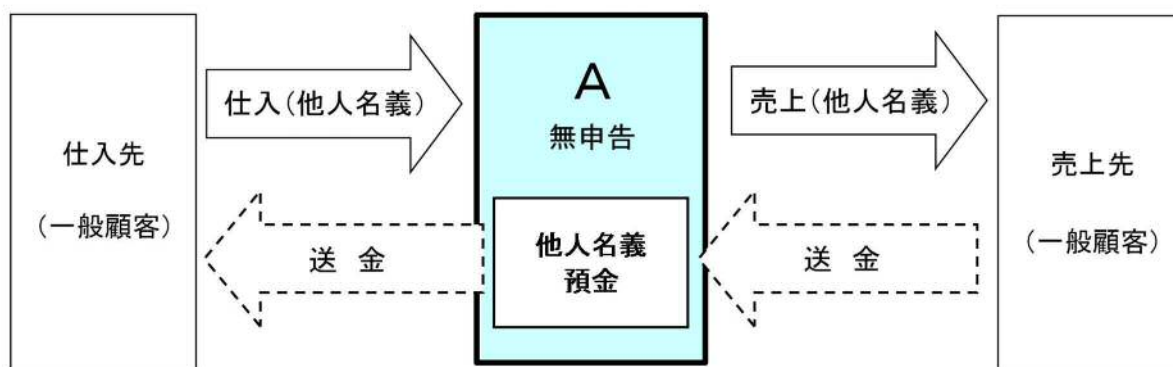 仕入先
(一般顧客)
仕入(他人名義)
送 金
A
無申告
他人名義
預金
売上(他人名義)
送 金
売上先
(一般顧客)